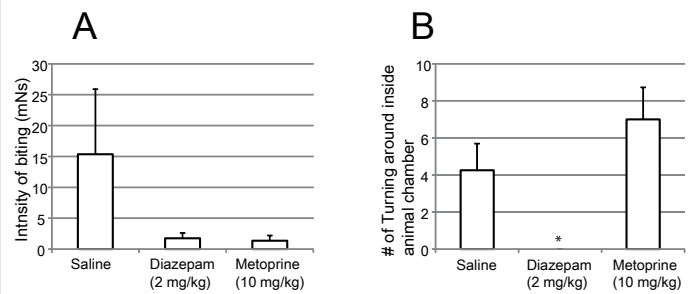 A
Intnsity of biting (mNs)
30
25
20
15
10
5
0
Saline
Diazepam
(2 mg/kg)
Metoprine
(10 mg/kg)
B
# of Turning around inside
animal chamber
10
8
6
4
2
0
*
Saline
Diazepam
(2 mg/kg)
Metoprine
(10 mg/kg)